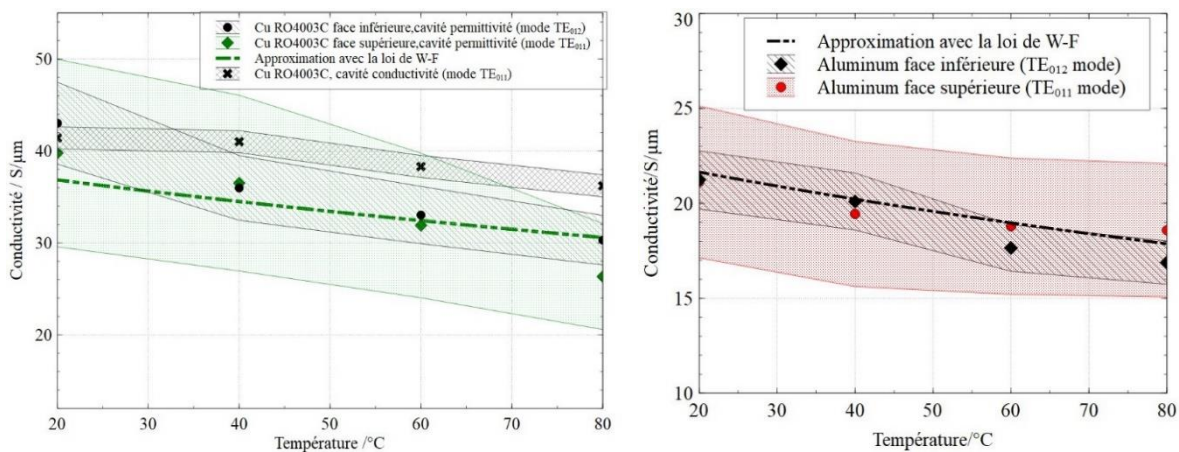 Cu RO4003C face inférieure,cavité permittivité (mode TE₀₁₂)
Cu RO4003C face supérieure,cavité permittivité (mode TE₀₁₁)
Approximation avec la loi de W-F
Cu RO4003C, cavité conductivité (mode TE₀₁₁)
Conductivité / S/µm
50
40
30
20
20 30 40 50 60 70 80
Température /°C
Approximation avec la loi de W-F
Aluminum face inférieure (TE₀₁₂ mode)
Aluminum face supérieure (TE₀₁₁ mode)
Conductivité/S/µm
30
25
20
15
10
20 30 40 50 60 70 80
Température/°C